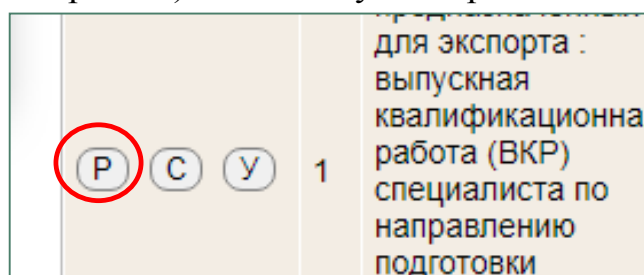 для экспорта :
выпускная
квалификационна
работа (ВКР)
Р С У 1
специалиста по
направлению
подготовки